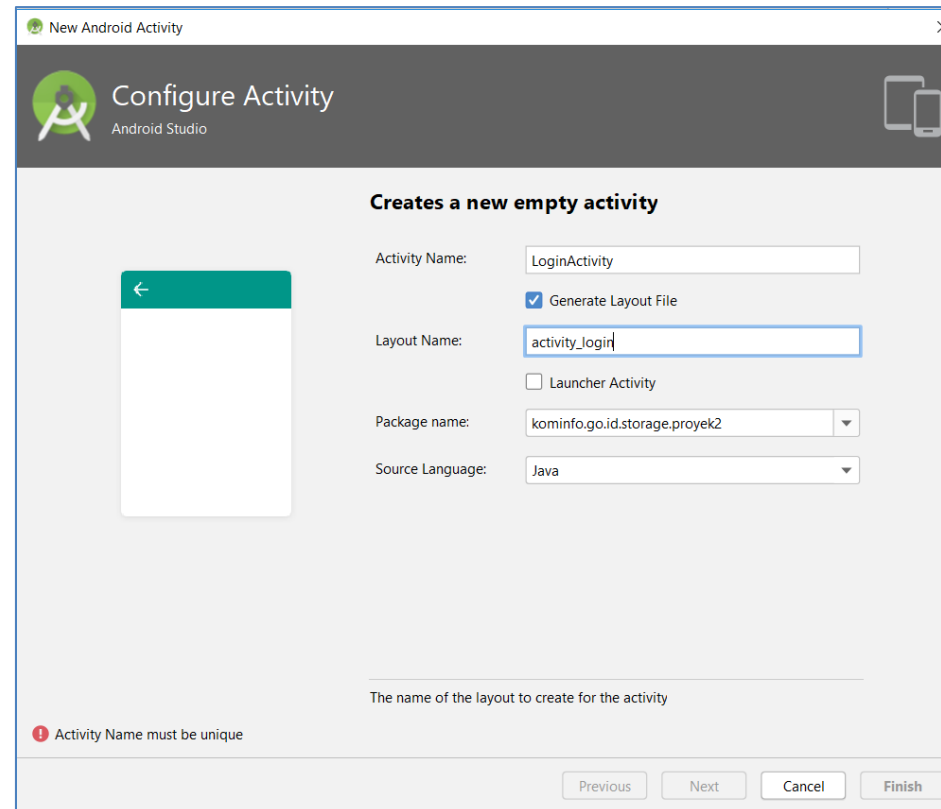 New Android Activity
Configure Activity
Android Studio
Creates a new empty activity
Activity Name:
LoginActivity
Generate Layout File
Layout Name:
activity_login
Launcher Activity
Package name:
kominfo.go.id.storage.proyek2
Source Language:
Java
The name of the layout to create for the activity
Activity Name must be unique
Previous
Next
Cancel
Finish